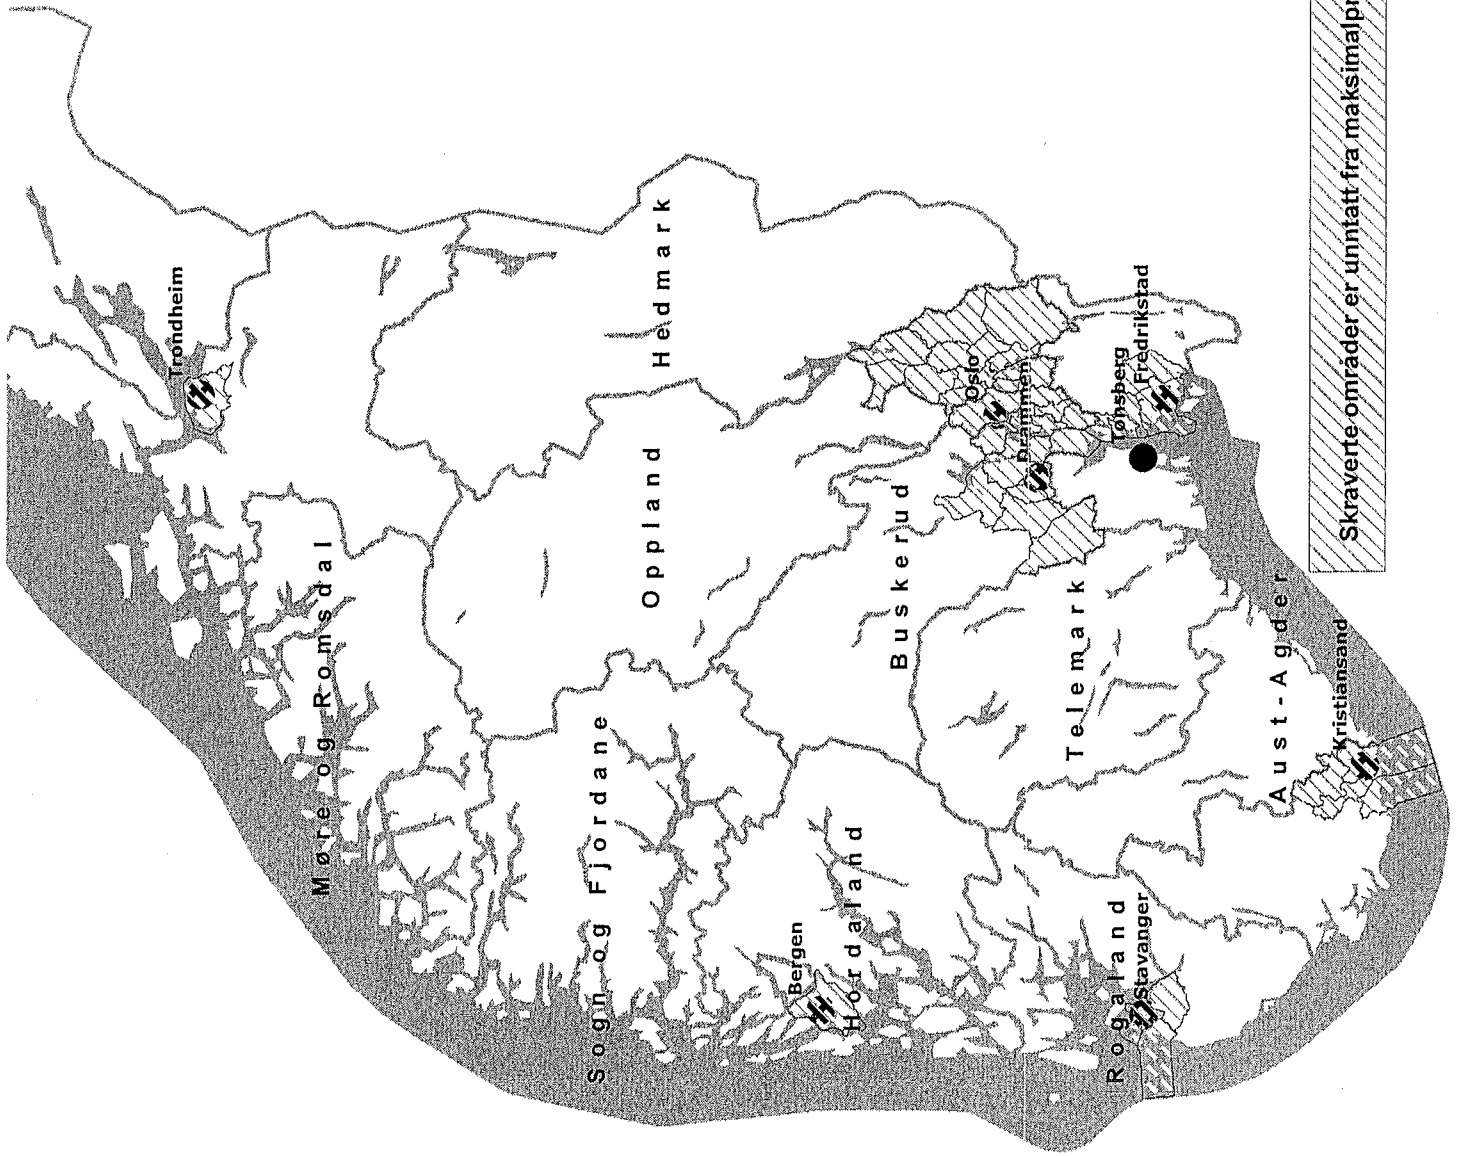 Trondheim
Møre og Romsdal
Hedmark
Oppland
Sogn og Fjordane
Bergen
Hordaland
Buskerud
Oslo
Drammen
Tønsberg
Fredrikstad
Telemark
Rogaland
Stavanger
Aust-Agder
Kristiansand
Skraverte områder er unntatt fra maksimalpr